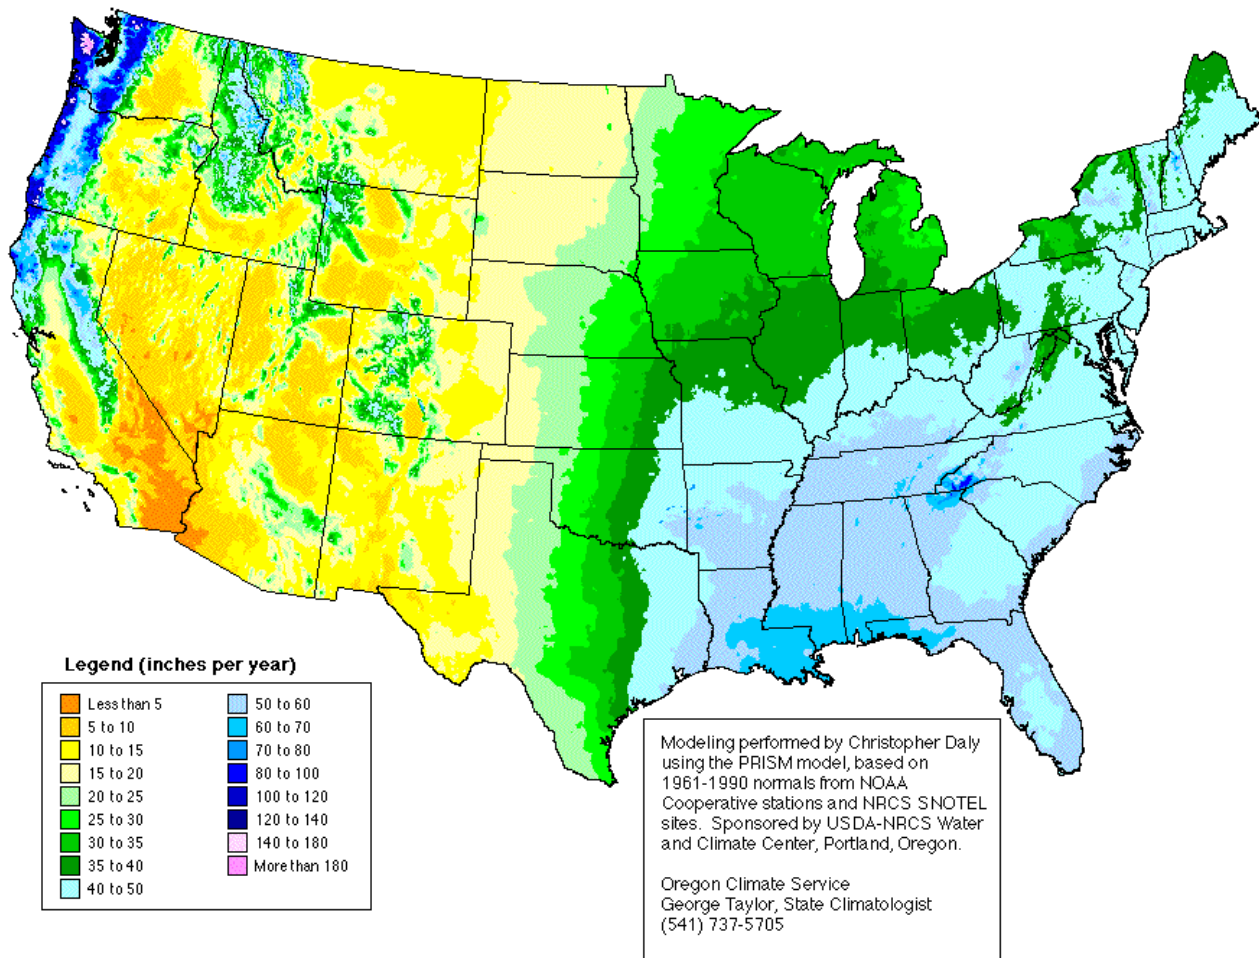 Legend (inches per year)
Less than 5
5 to 10
10 to 15
15 to 20
20 to 25
25 to 30
30 to 35
35 to 40
40 to 50
50 to 60
60 to 70
70 to 80
80 to 100
100 to 120
120 to 140
140 to 180
More than 180
Modeling performed by Christopher Daly
using the PRISM model, based on
1961-1990 normals from NOAA
Cooperative stations and NRCS SNOTEL
sites. Sponsored by USDA-NRCS Water
and Climate Center, Portland, Oregon.
Oregon Climate Service
George Taylor, State Climatologist
(541) 737-5705